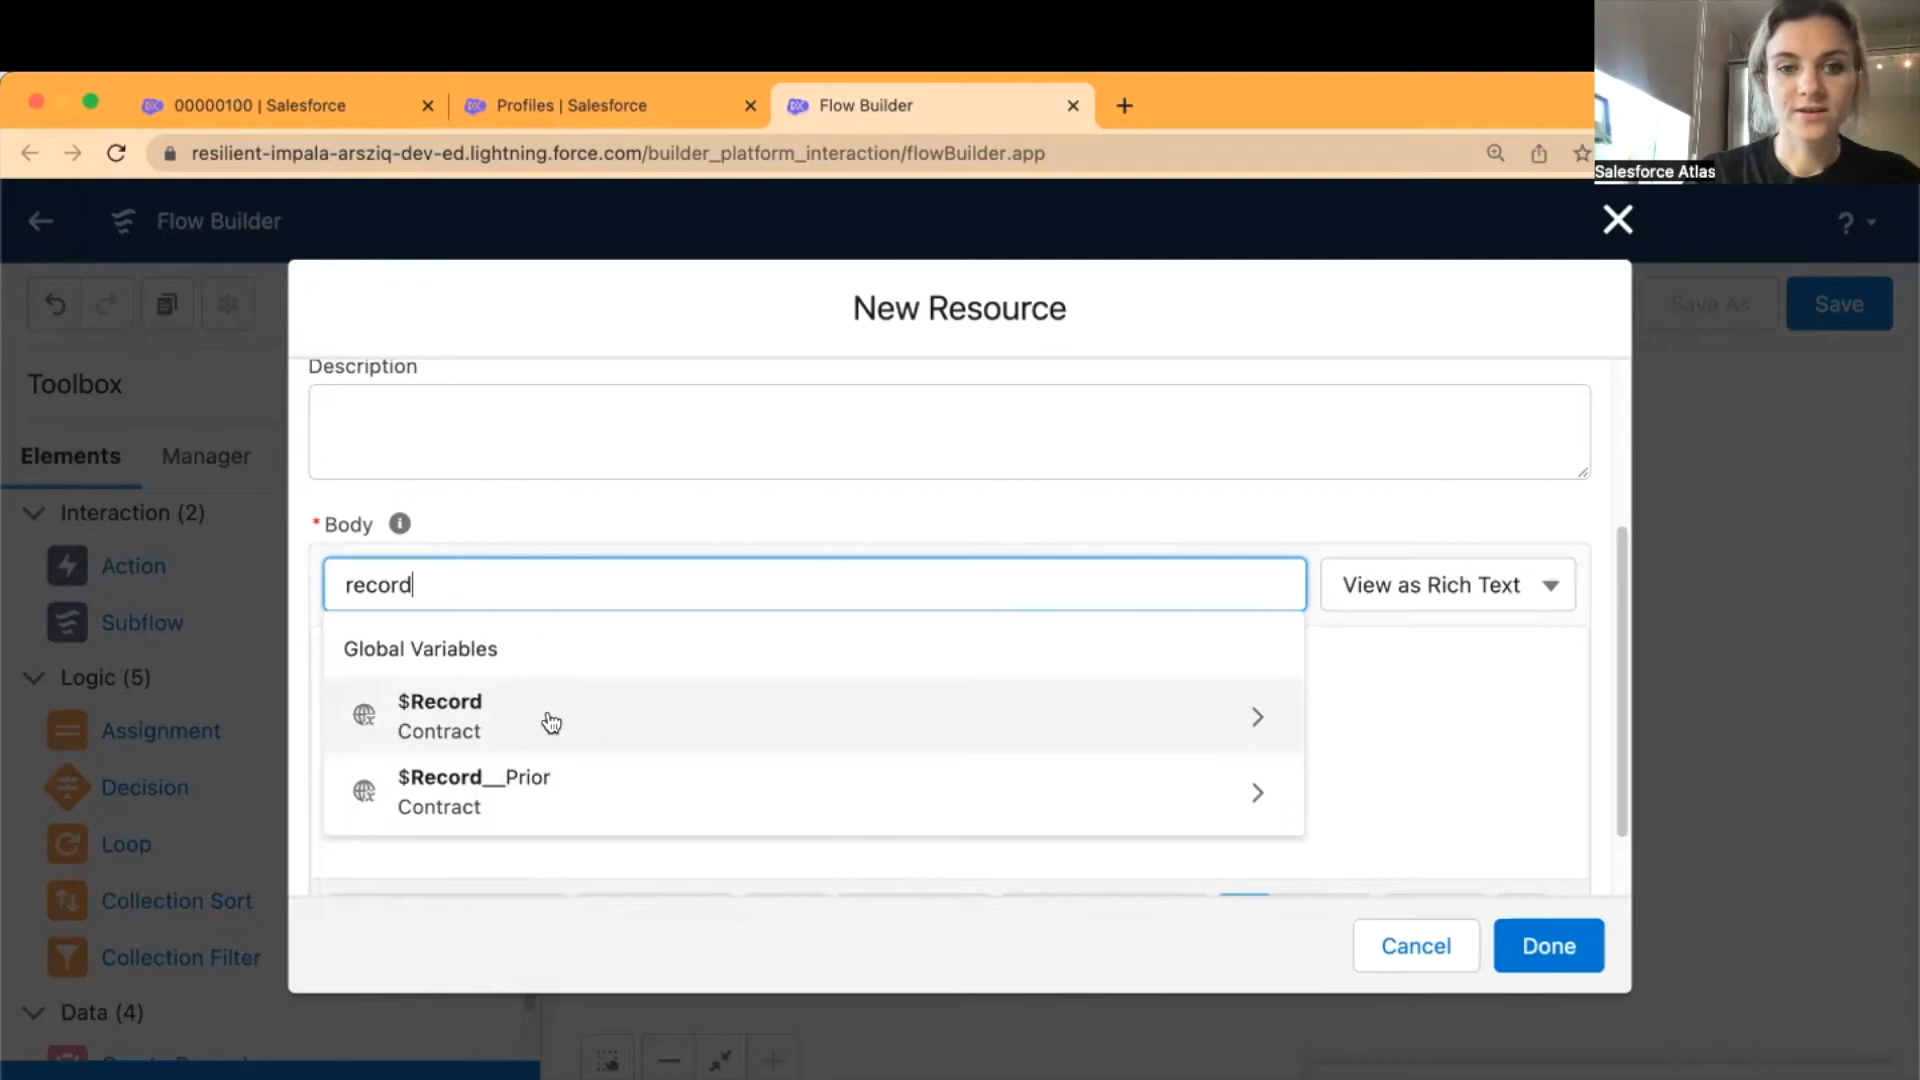 00000100 | Salesforce
Profiles | Salesforce
Flow Builder
resilient-impala-arsziq-dev-ed.lightning.force.com/builder_platform_interaction/flowBuilder.app
Salesforce Atlas
Flow Builder
?
New Resource
Save As
Save
Toolbox
Elements
Manager
Interaction (2)
Action
Subflow
Logic (5)
Assignment
Decision
Loop
Collection Sort
Collection Filter
Data (4)
Description
* Body
record
View as Rich Text
Global Variables
$Record
Contract
$Record__Prior
Contract
Cancel
Done